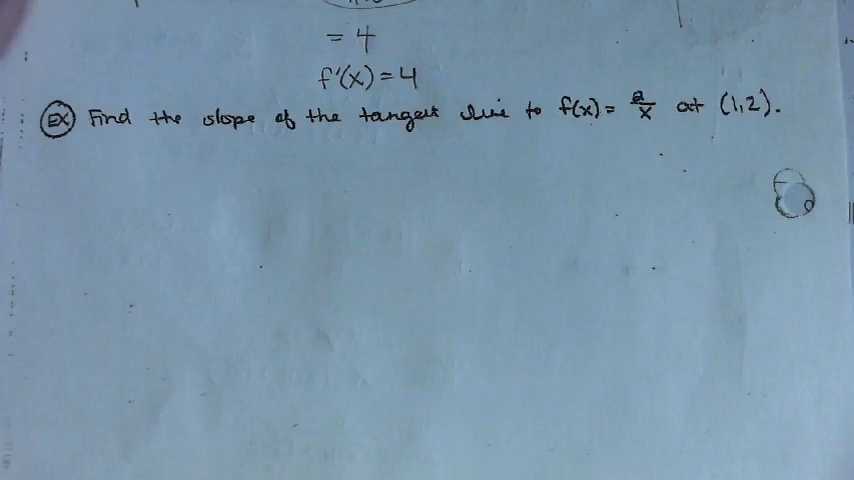 = 4
f'(x) = 4
EX Find the slope of the tangent line to f(x) = 2/x at (1,2).